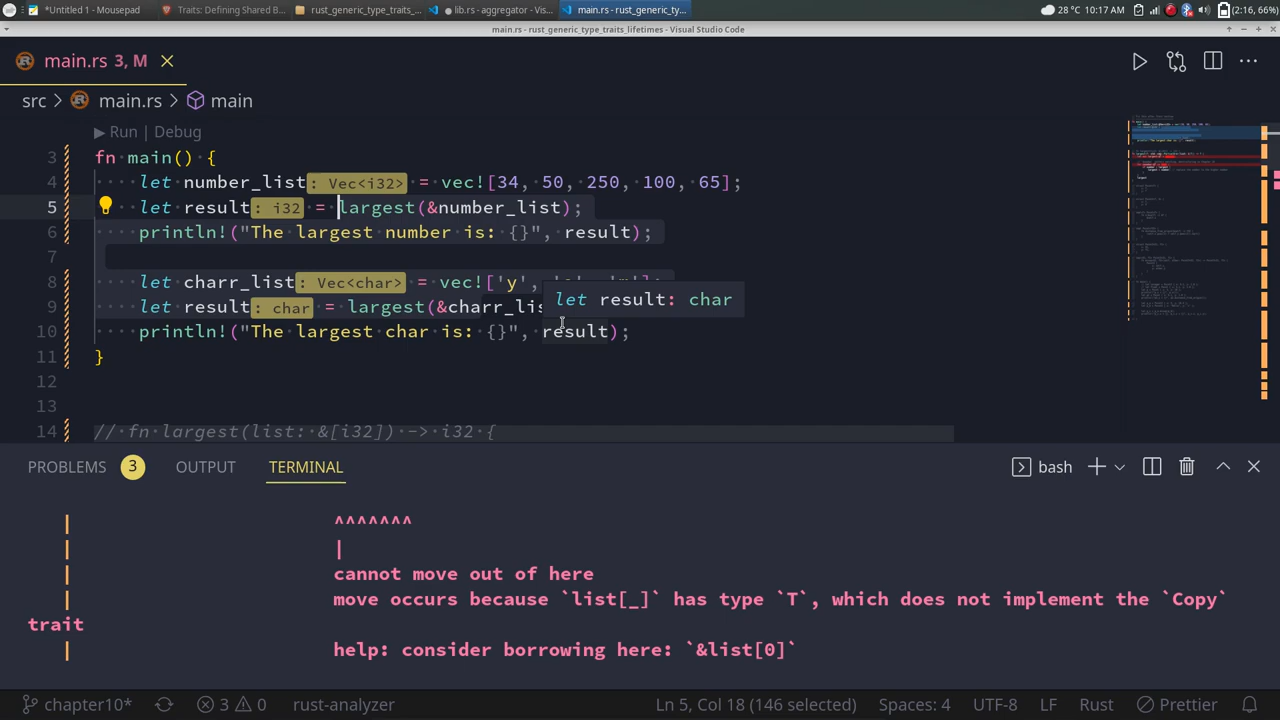 *Untitled 1 - Mousepad
Traits: Defining Shared B...
rust_generic_type_traits_...
● lib.rs - aggregator - Vis...
main.rs - rust_generic_ty...
28 °C
10:17 AM
(2:16, 66%)
main.rs - rust_generic_type_traits_lifetimes - Visual Studio Code
main.rs 3, M
src > main.rs > main
▶ Run | Debug
3 fn main() {
4 ····let number_list: Vec<i32> = vec![34, 50, 250, 100, 65];
5 ····let result: i32 = largest(&number_list);
6 ····println!("The largest number is: {}", result);
7
8 ····let charr_list: Vec<char> = vec!['y',
let result: char
9 ····let result: char = largest(&charr_lis
10 ····println!("The largest char is: {}", result);
11 }
12
13
14 // fn largest(list: &[i32]) -> i32 {
PROBLEMS 3 OUTPUT TERMINAL
bash
| ^^^^^^^
| |
| cannot move out of here
| move occurs because `list[_]` has type `T`, which does not implement the `Copy`
trait
| help: consider borrowing here: `&list[0]`
chapter10* 3 0 rust-analyzer Ln 5, Col 18 (146 selected) Spaces: 4 UTF-8 LF Rust Prettier